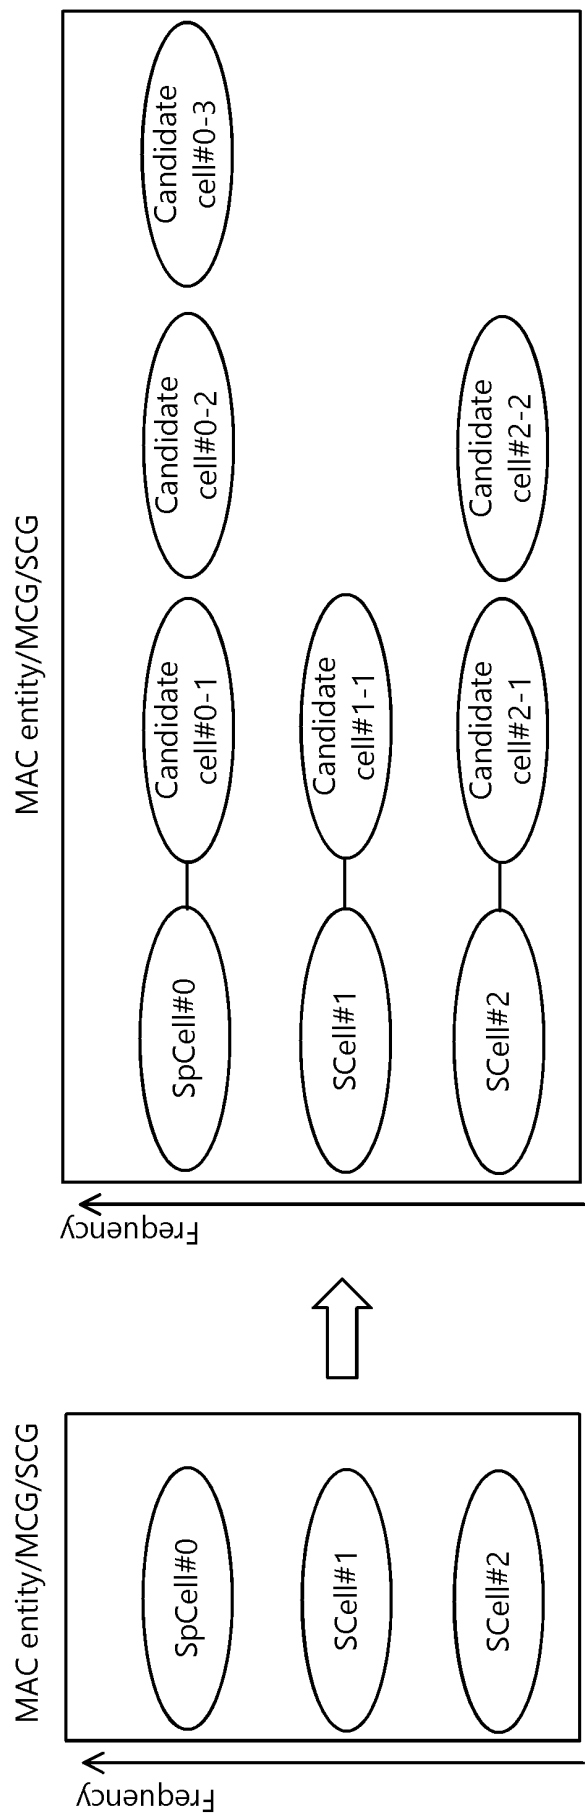 MAC entity/MCG/SCG
Frequency
SpCell#0
SCell#1
SCell#2
MAC entity/MCG/SCG
Frequency
SpCell#0
Candidate
cell#0-1
Candidate
cell#0-2
Candidate
cell#0-3
SCell#1
Candidate
cell#1-1
SCell#2
Candidate
cell#2-1
Candidate
cell#2-2